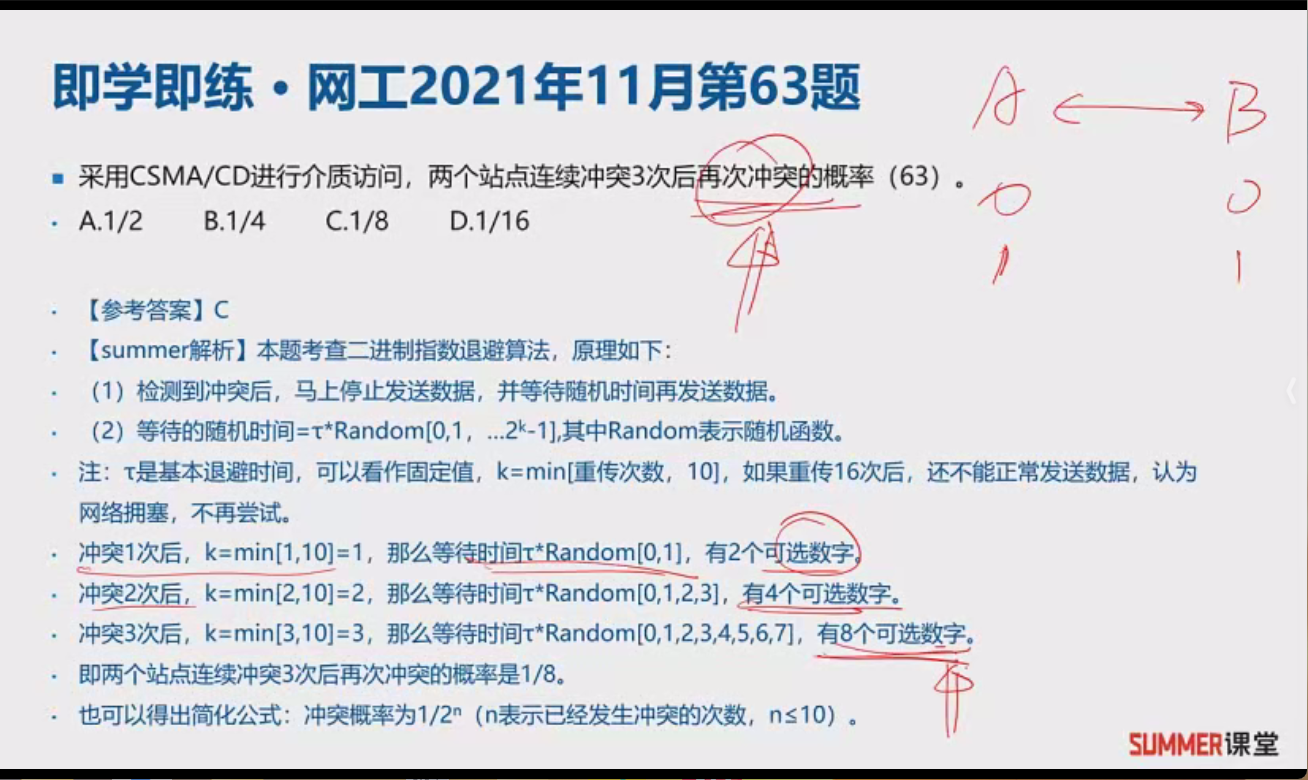 即学即练·网工2021年11月第63题
A B
■ 采用CSMA/CD进行介质访问，两个站点连续冲突3次后再次冲突的概率（63）。
0 0
· A.1/2 B.1/4 C.1/8 D.1/16
1 1
· 【参考答案】C
· 【summer解析】本题考查二进制指数退避算法，原理如下：
· （1）检测到冲突后，马上停止发送数据，并等待随机时间再发送数据。
· （2）等待的随机时间=τ*Random[0,1，…2ᵏ-1],其中Random表示随机函数。
· 注：τ是基本退避时间，可以看作固定值，k=min[重传次数，10]，如果重传16次后，还不能正常发送数据，认为
网络拥塞，不再尝试。
· 冲突1次后，k=min[1,10]=1，那么等待时间τ*Random[0,1]，有2个可选数字。
· 冲突2次后，k=min[2,10]=2，那么等待时间τ*Random[0,1,2,3]，有4个可选数字。
· 冲突3次后，k=min[3,10]=3，那么等待时间τ*Random[0,1,2,3,4,5,6,7]，有8个可选数字。
· 即两个站点连续冲突3次后再次冲突的概率是1/8。
· 也可以得出简化公式：冲突概率为1/2ⁿ（n表示已经发生冲突的次数，n≤10）。
SUMMER课堂